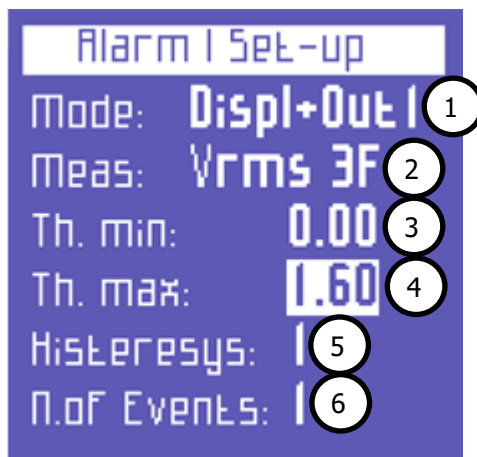 Alarm 1 Set-up
Mode: Displ+Out1 1
Meas: Vrms 3F 2
Th. min: 0.00 3
Th. max: 1.60 4
Histeresys: 1 5
N.of Events: 1 6